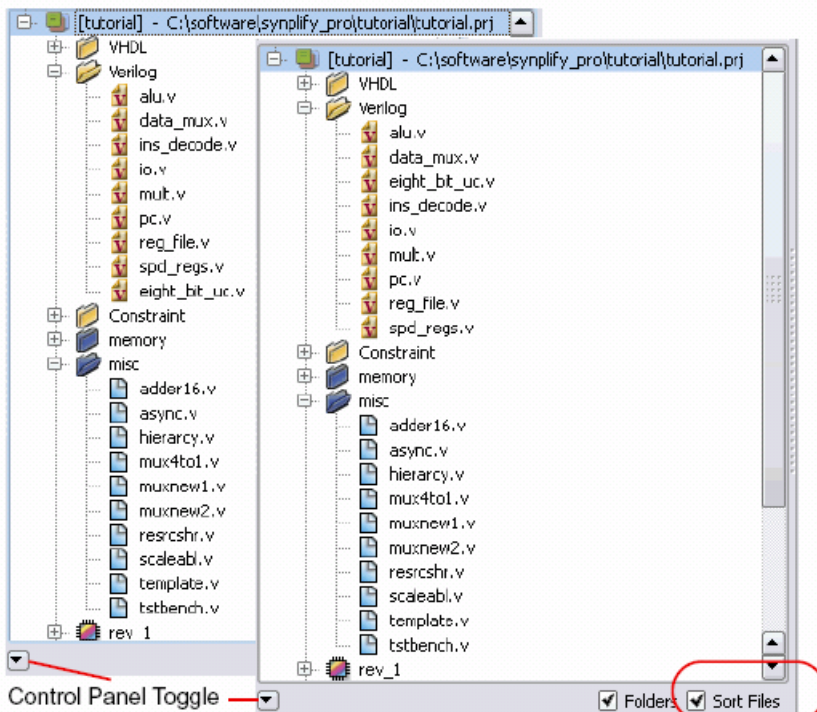 [tutorial] - C:\software\synplify_pro\tutorial\tutorial.prj
VHDL
Verilog
alu.v
data_mux.v
ins_decode.v
io.v
mult.v
pc.v
reg_file.v
spcl_regs.v
eight_bit_uc.v
Constraint
memory
misc
adder16.v
async.v
hierarcy.v
mux4to1.v
muxnew1.v
muxnew2.v
resrcshr.v
scaleabl.v
template.v
tstbench.v
rev_1
[tutorial] - C:\software\synplify_pro\tutorial\tutorial.prj
VHDL
Verilog
alu.v
data_mux.v
eight_bit_uc.v
ins_decode.v
io.v
mult.v
pc.v
reg_file.v
spcl_regs.v
Constraint
memory
misc
adder16.v
async.v
hierarcy.v
mux4to1.v
muxnew1.v
muxnew2.v
resrcshr.v
scaleabl.v
template.v
tstbench.v
rev_1
Control Panel Toggle
Folders Sort Files